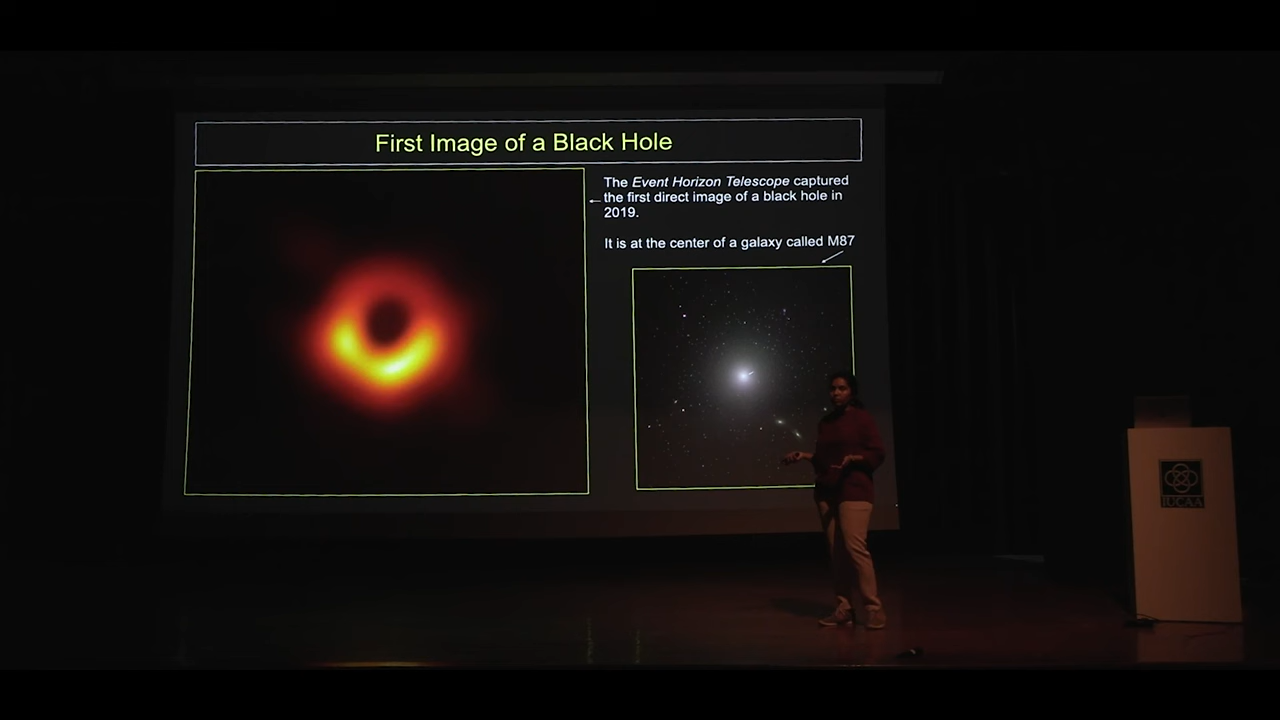 First Image of a Black Hole
The Event Horizon Telescope captured
the first direct image of a black hole in
2019.
It is at the center of a galaxy called M87
IUCAA